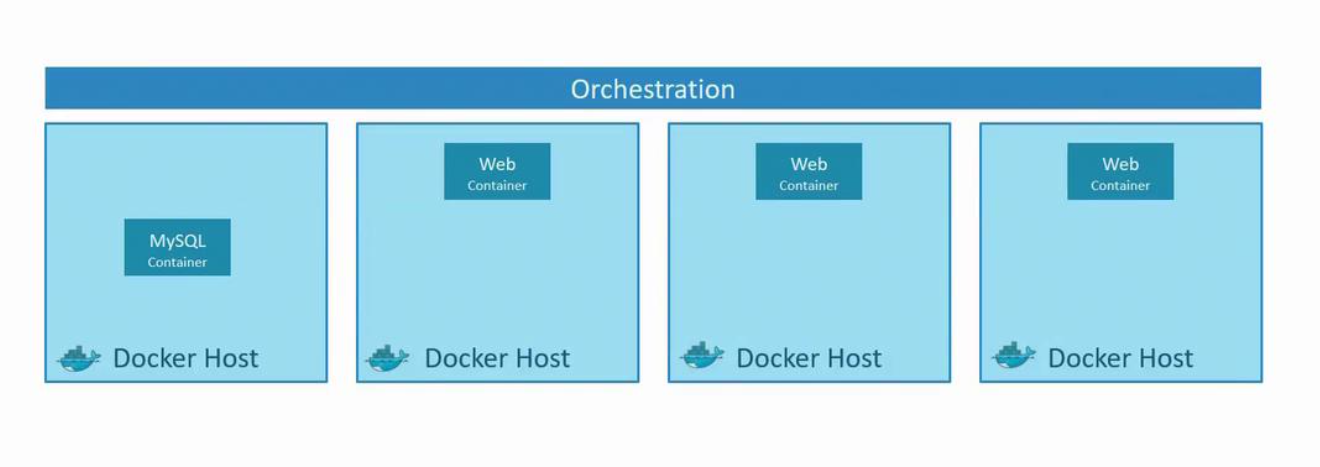 Orchestration
MySQL
Container
Docker Host
Web
Container
Docker Host
Web
Container
Docker Host
Web
Container
Docker Host